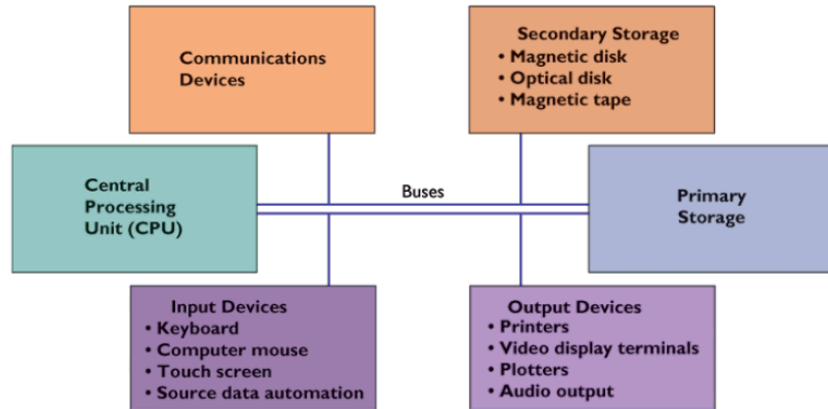 Communications
Devices
Secondary Storage
• Magnetic disk
• Optical disk
• Magnetic tape
Central
Processing
Unit (CPU)
Buses
Primary
Storage
Input Devices
• Keyboard
• Computer mouse
• Touch screen
• Source data automation
Output Devices
• Printers
• Video display terminals
• Plotters
• Audio output